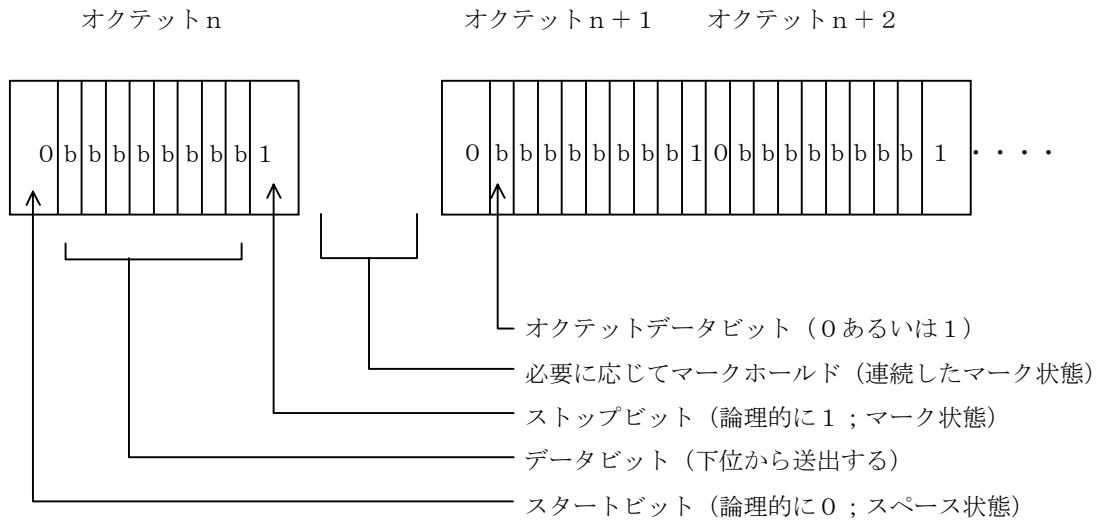 オクテットn
オクテットn+1 オクテットn+2
0 b b b b b b b b 1
0 b b b b b b b b 1 0 b b b b b b b b 1 ・・・・
オクテットデータビット（0あるいは1）
必要に応じてマークホールド（連続したマーク状態）
ストップビット（論理的に1；マーク状態）
データビット（下位から送出する）
スタートビット（論理的に0；スペース状態）